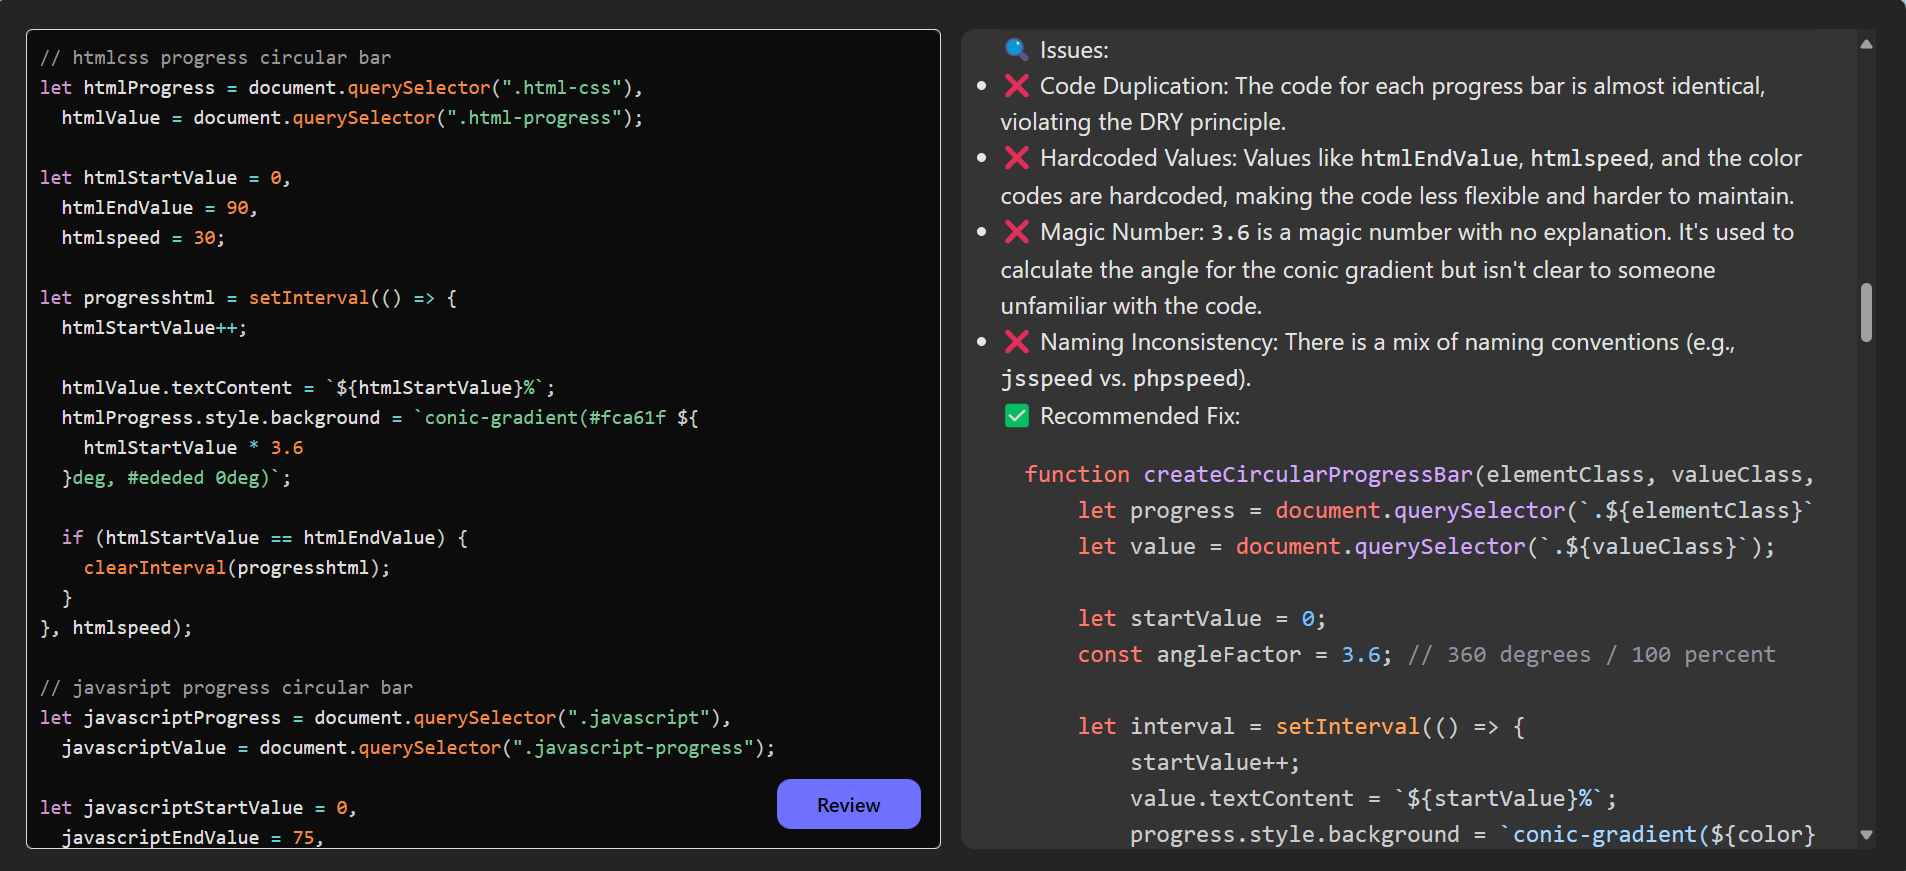 // htmlcss progress circular bar
let htmlProgress = document.querySelector(".html-css"),
  htmlValue = document.querySelector(".html-progress");

let htmlStartValue = 0,
  htmlEndValue = 90,
  htmlspeed = 30;

let progresshtml = setInterval(() => {
  htmlStartValue++;

  htmlValue.textContent = `${htmlStartValue}%`;
  htmlProgress.style.background = `conic-gradient(#fca61f ${
    htmlStartValue * 3.6
  }deg, #ededed 0deg)`;

  if (htmlStartValue == htmlEndValue) {
    clearInterval(progresshtml);
  }
}, htmlspeed);

// javasript progress circular bar
let javascriptProgress = document.querySelector(".javascript"),
  javascriptValue = document.querySelector(".javascript-progress");

let javascriptStartValue = 0,
  javascriptEndValue = 75,
Review
🔍 Issues:
• ❌ Code Duplication: The code for each progress bar is almost identical,
violating the DRY principle.
• ❌ Hardcoded Values: Values like htmlEndValue, htmlspeed, and the color
codes are hardcoded, making the code less flexible and harder to maintain.
• ❌ Magic Number: 3.6 is a magic number with no explanation. It's used to
calculate the angle for the conic gradient but isn't clear to someone
unfamiliar with the code.
• ❌ Naming Inconsistency: There is a mix of naming conventions (e.g.,
jsspeed vs. phpspeed).
✅ Recommended Fix:
function createCircularProgressBar(elementClass, valueClass,
    let progress = document.querySelector(`.${elementClass}`
    let value = document.querySelector(`.${valueClass}`);

    let startValue = 0;
    const angleFactor = 3.6; // 360 degrees / 100 percent

    let interval = setInterval(() => {
        startValue++;
        value.textContent = `${startValue}%`;
        progress.style.background = `conic-gradient(${color}